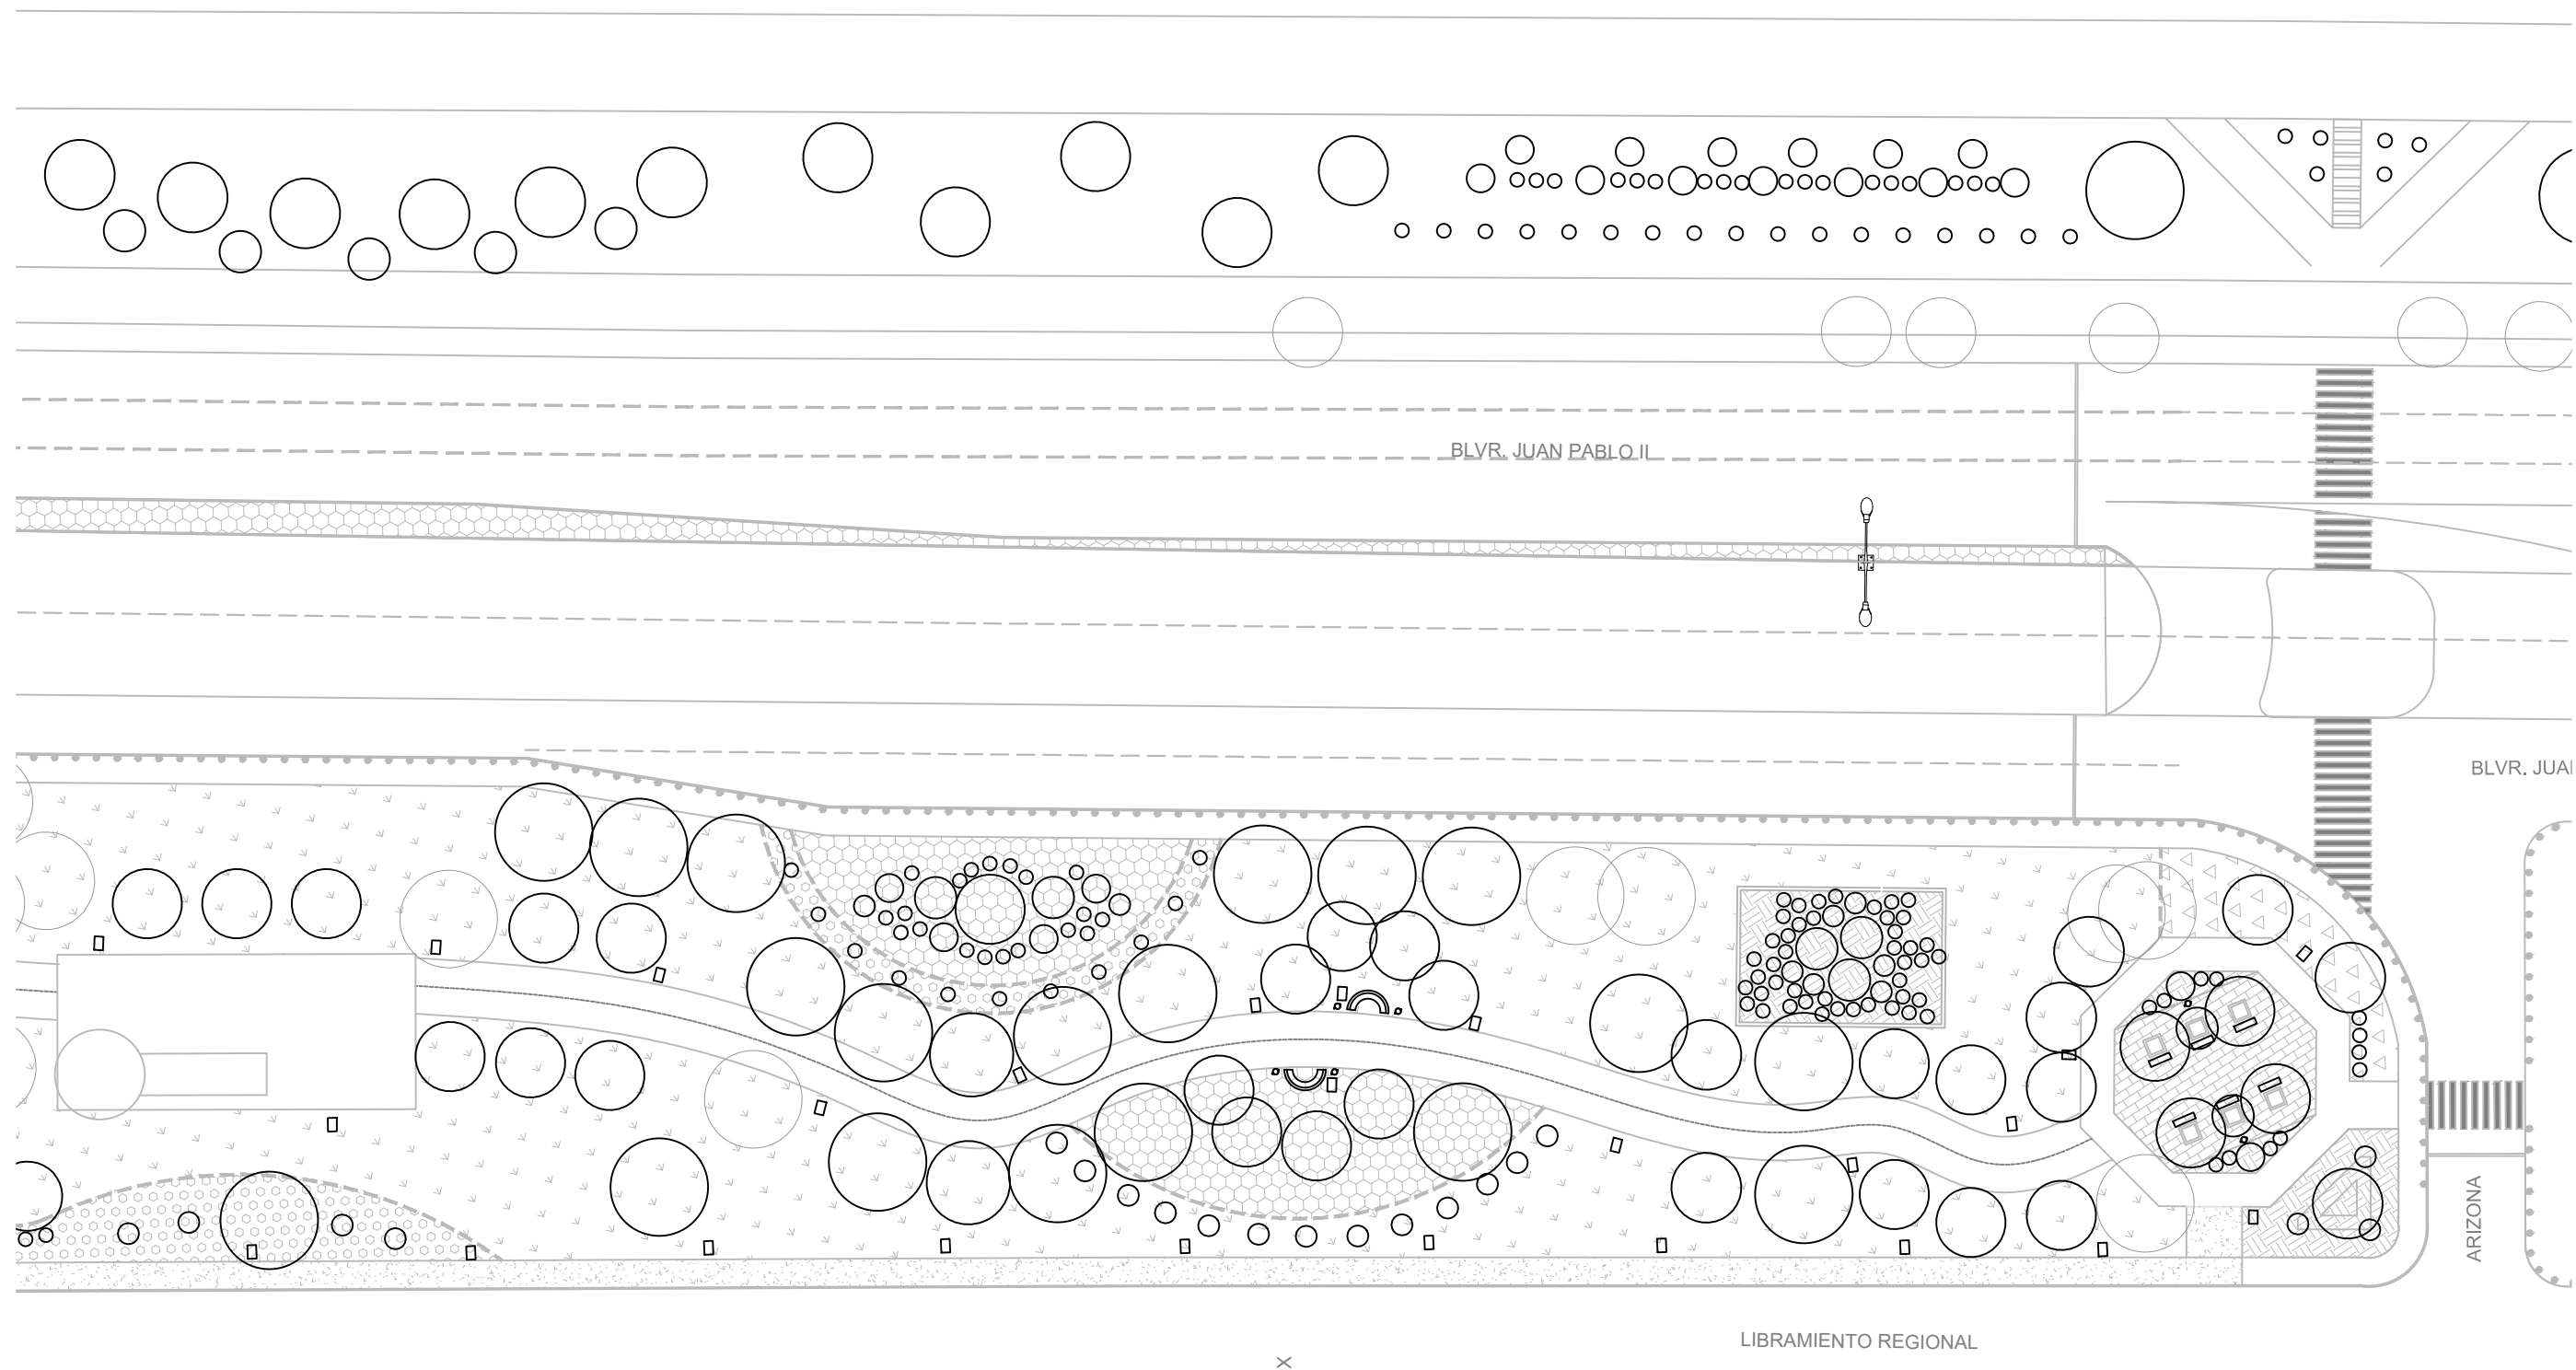 BLVR. JUAN PABLO II
BLVR. JUA
ARIZONA
LIBRAMIENTO REGIONAL
X